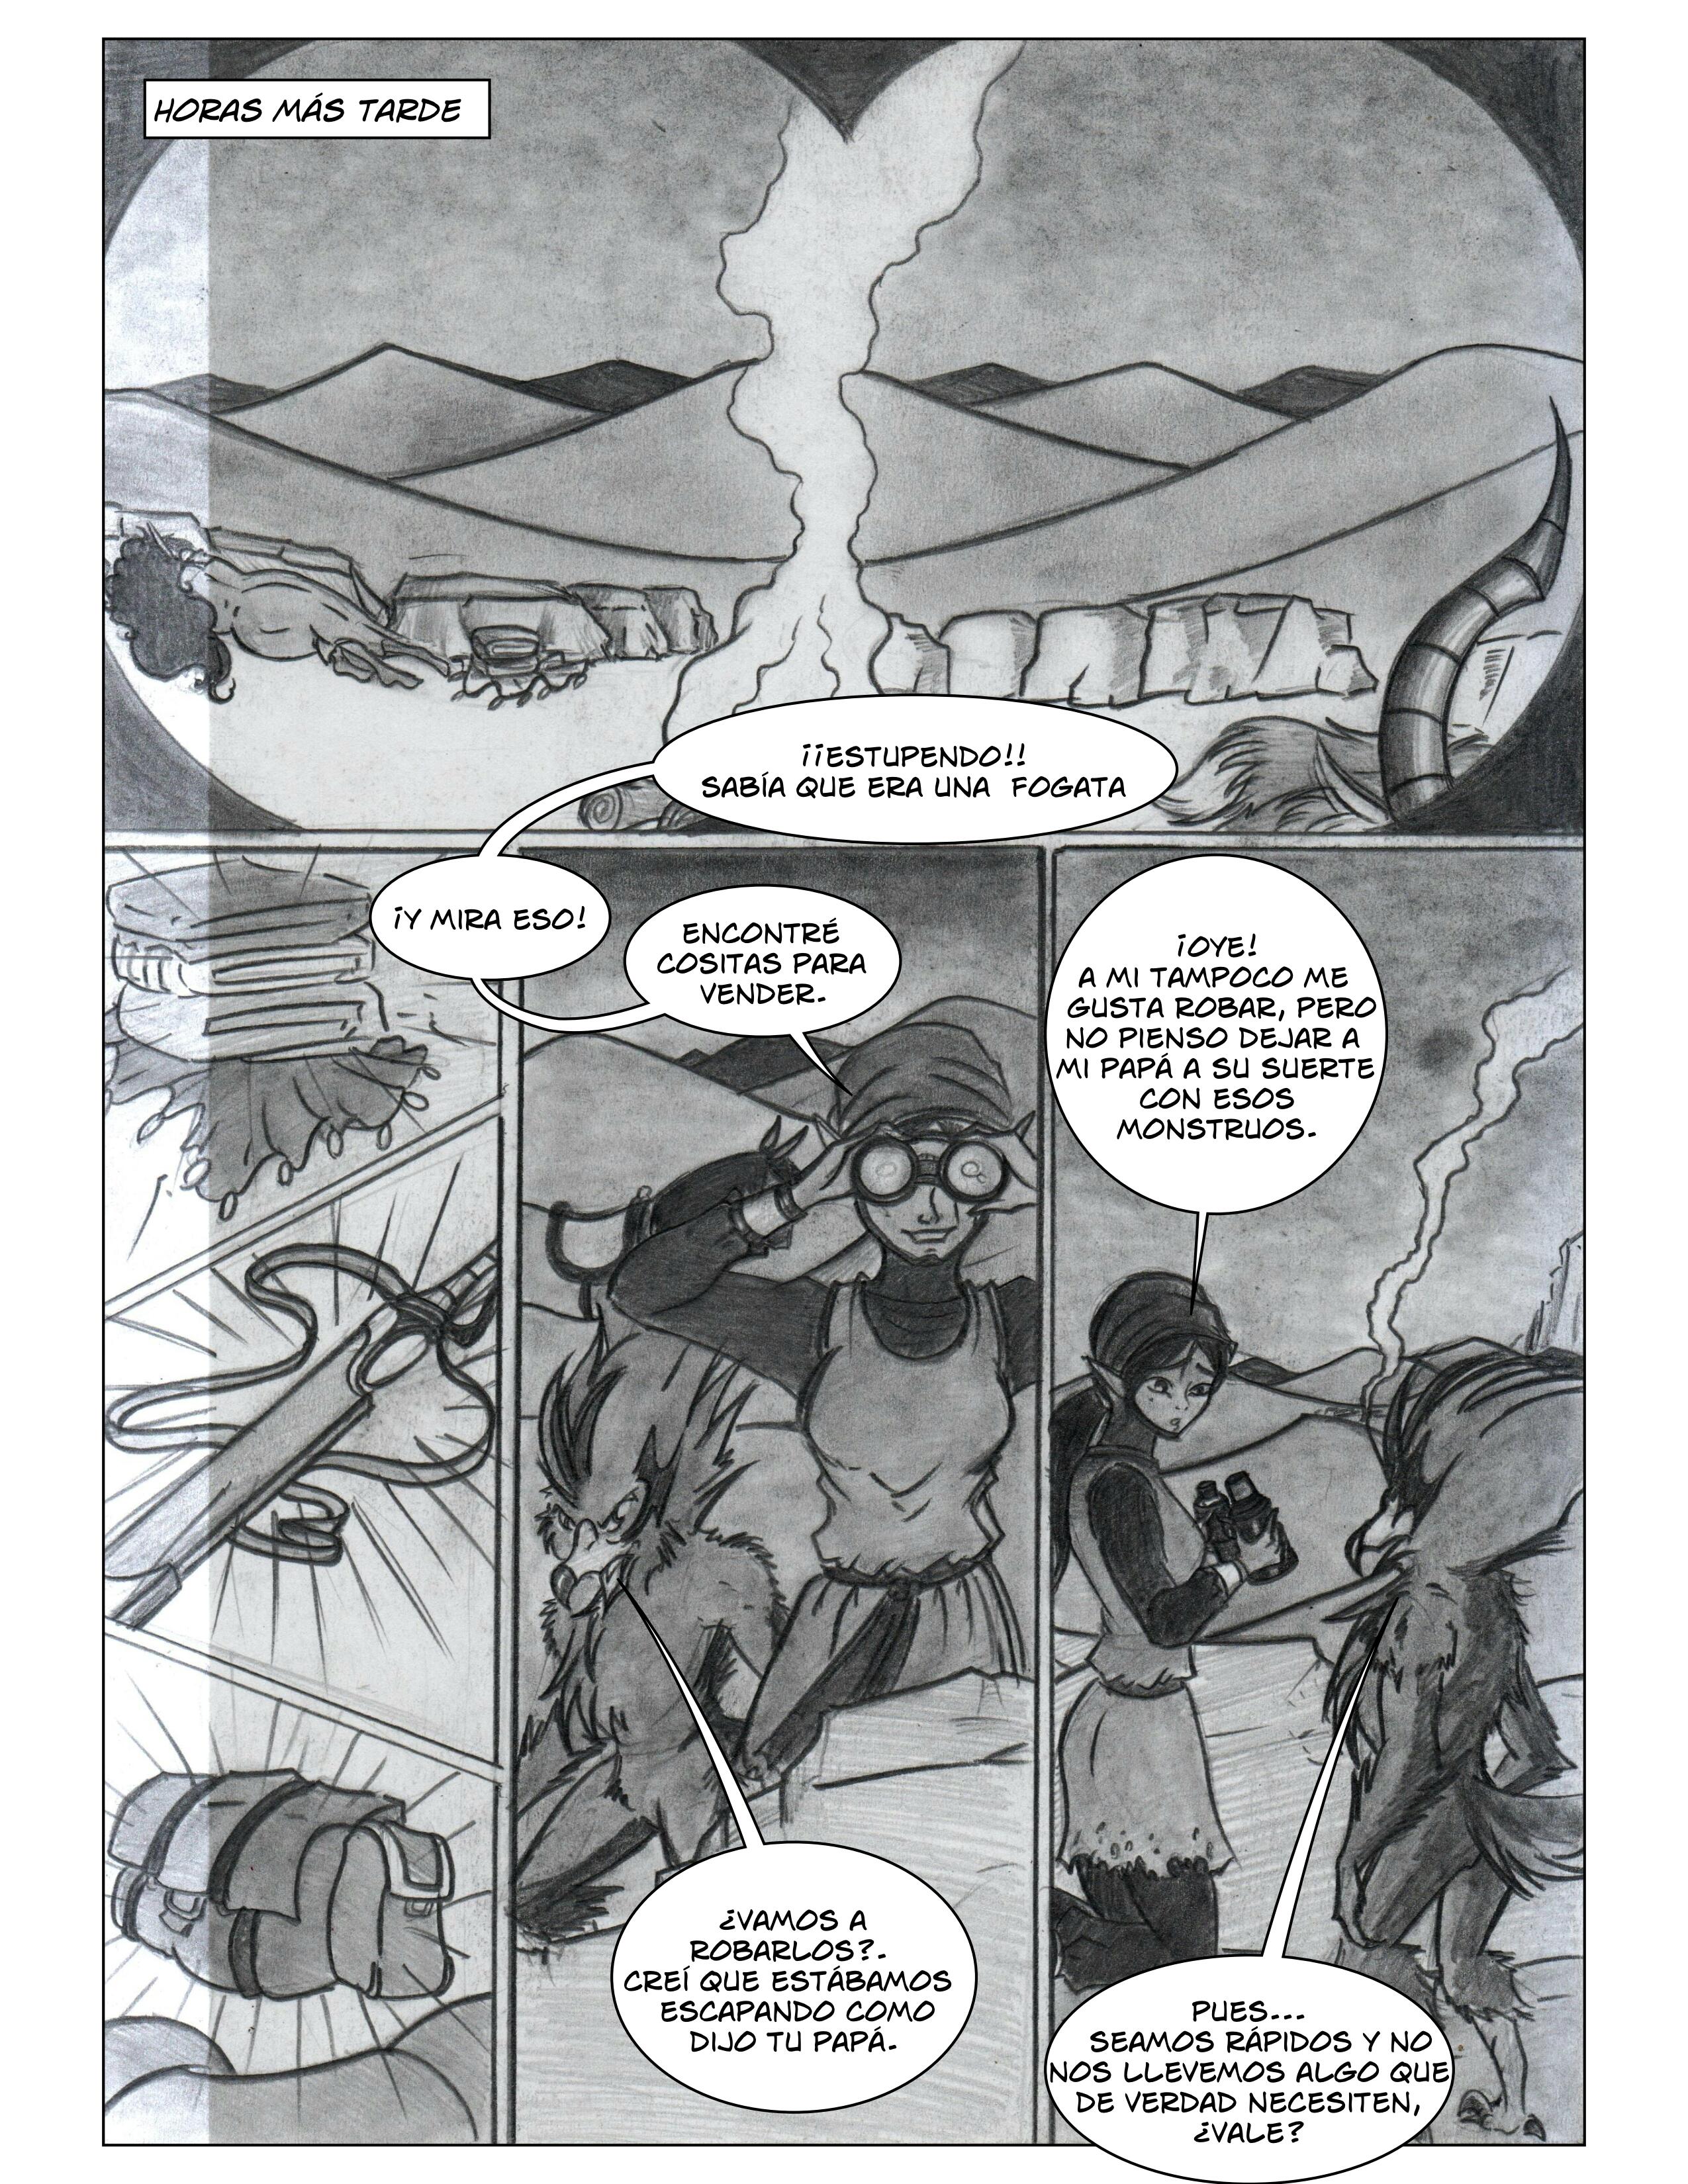 HORAS MÁS TARDE
¡¡ESTUPENDO!!
SABÍA QUE ERA UNA FOGATA
¡Y MIRA ESO!
ENCONTRÉ
COSITAS PARA
VENDER.
¿VAMOS A
ROBARLOS?.
CREÍ QUE ESTÁBAMOS
ESCAPANDO COMO
DIJO TU PAPÁ.
¡OYE!
A MI TAMPOCO ME
GUSTA ROBAR, PERO
NO PIENSO DEJAR A
MI PAPÁ A SU SUERTE
CON ESOS
MONSTRUOS.
PUES...
SEAMOS RÁPIDOS Y NO
NOS LLEVEMOS ALGO QUE
DE VERDAD NECESITEN,
¿VALE?